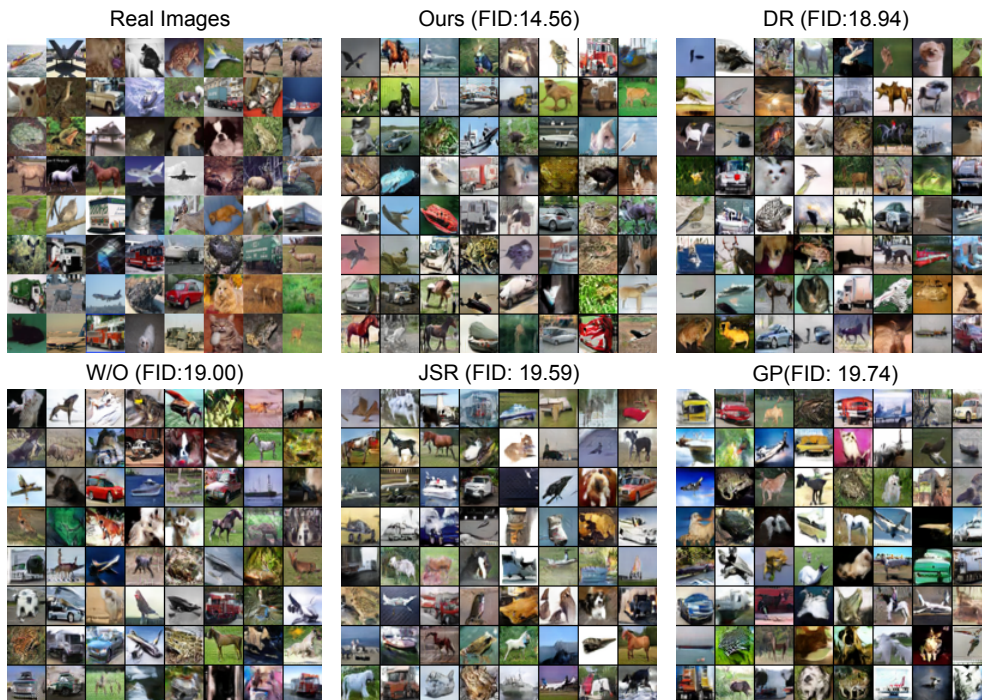 Real Images
Ours (FID:14.56)
DR (FID:18.94)
W/O (FID:19.00)
JSR (FID: 19.59)
GP(FID: 19.74)